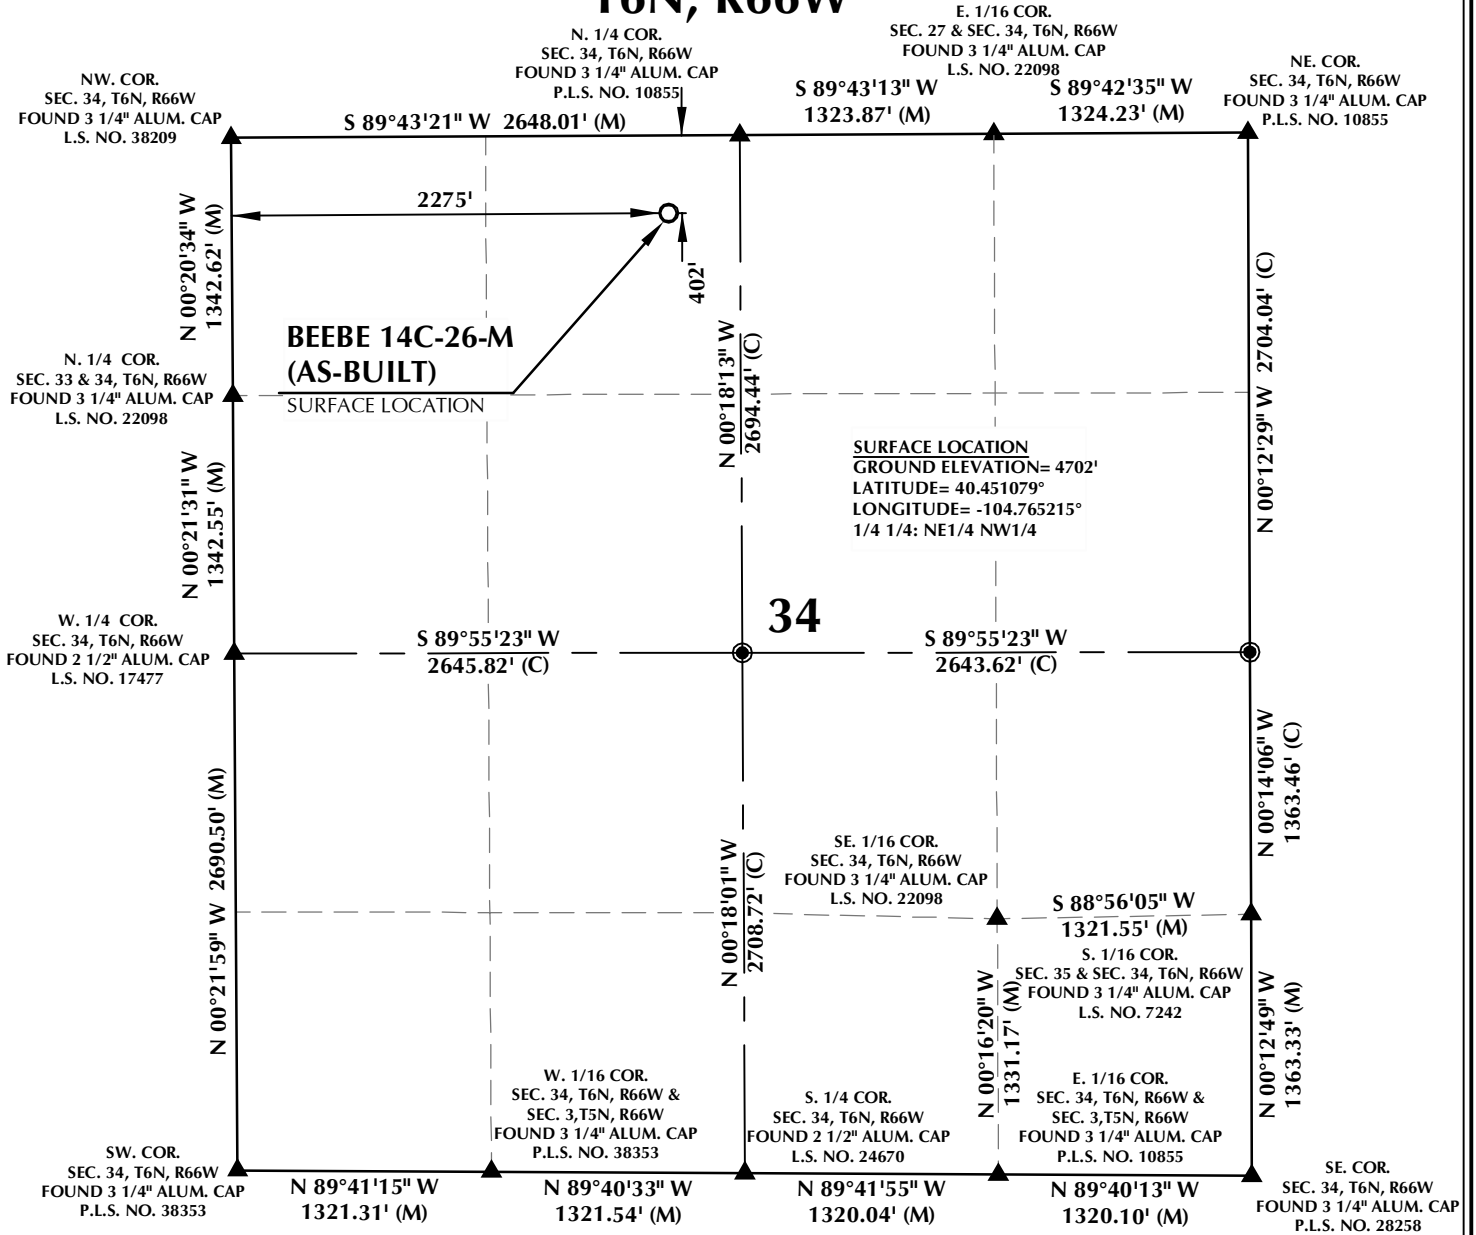 T6N, R66W
N. 1/4 COR.
SEC. 34, T6N, R66W
FOUND 3 1/4" ALUM. CAP
P.L.S. NO. 10855
E. 1/16 COR.
SEC. 27 & SEC. 34, T6N, R66W
FOUND 3 1/4" ALUM. CAP
L.S. NO. 22098
NW. COR.
SEC. 34, T6N, R66W
FOUND 3 1/4" ALUM. CAP
L.S. NO. 38209
NE. COR.
SEC. 34, T6N, R66W
FOUND 3 1/4" ALUM. CAP
P.L.S. NO. 10855
S 89°43'21" W 2648.01' (M)
S 89°43'13" W
1323.87' (M)
S 89°42'35" W
1324.23' (M)
2275'
402'
N 00°20'34" W
1342.62' (M)
BEEBE 14C-26-M
(AS-BUILT)
SURFACE LOCATION
N. 1/4 COR.
SEC. 33 & 34, T6N, R66W
FOUND 3 1/4" ALUM. CAP
L.S. NO. 22098
N 00°18'13" W
2694.44' (C)
N 00°12'29" W 2704.04' (C)
SURFACE LOCATION
GROUND ELEVATION= 4702'
LATITUDE= 40.451079°
LONGITUDE= -104.765215°
1/4 1/4: NE1/4 NW1/4
N 00°21'31" W
1342.55' (M)
34
W. 1/4 COR.
SEC. 34, T6N, R66W
FOUND 2 1/2" ALUM. CAP
L.S. NO. 17477
S 89°55'23" W
2645.82' (C)
S 89°55'23" W
2643.62' (C)
N 00°21'59" W 2690.50' (M)
N 00°18'01" W
2708.72' (C)
N 00°14'06" W
1363.46' (C)
SE. 1/16 COR.
SEC. 34, T6N, R66W
FOUND 3 1/4" ALUM. CAP
L.S. NO. 22098
S 88°56'05" W
1321.55' (M)
S. 1/16 COR.
SEC. 35 & SEC. 34, T6N, R66W
FOUND 3 1/4" ALUM. CAP
L.S. NO. 7242
N 00°16'20" W
1331.17' (M)
N 00°12'49" W
1363.33' (M)
W. 1/16 COR.
SEC. 34, T6N, R66W &
SEC. 3,T5N, R66W
FOUND 3 1/4" ALUM. CAP
P.L.S. NO. 38353
S. 1/4 COR.
SEC. 34, T6N, R66W
FOUND 2 1/2" ALUM. CAP
L.S. NO. 24670
E. 1/16 COR.
SEC. 34, T6N, R66W &
SEC. 3,T5N, R66W
FOUND 3 1/4" ALUM. CAP
P.L.S. NO. 10855
SW. COR.
SEC. 34, T6N, R66W
FOUND 3 1/4" ALUM. CAP
P.L.S. NO. 38353
SE. COR.
SEC. 34, T6N, R66W
FOUND 3 1/4" ALUM. CAP
P.L.S. NO. 28258
N 89°41'15" W
1321.31' (M)
N 89°40'33" W
1321.54' (M)
N 89°41'55" W
1320.04' (M)
N 89°40'13" W
1320.10' (M)